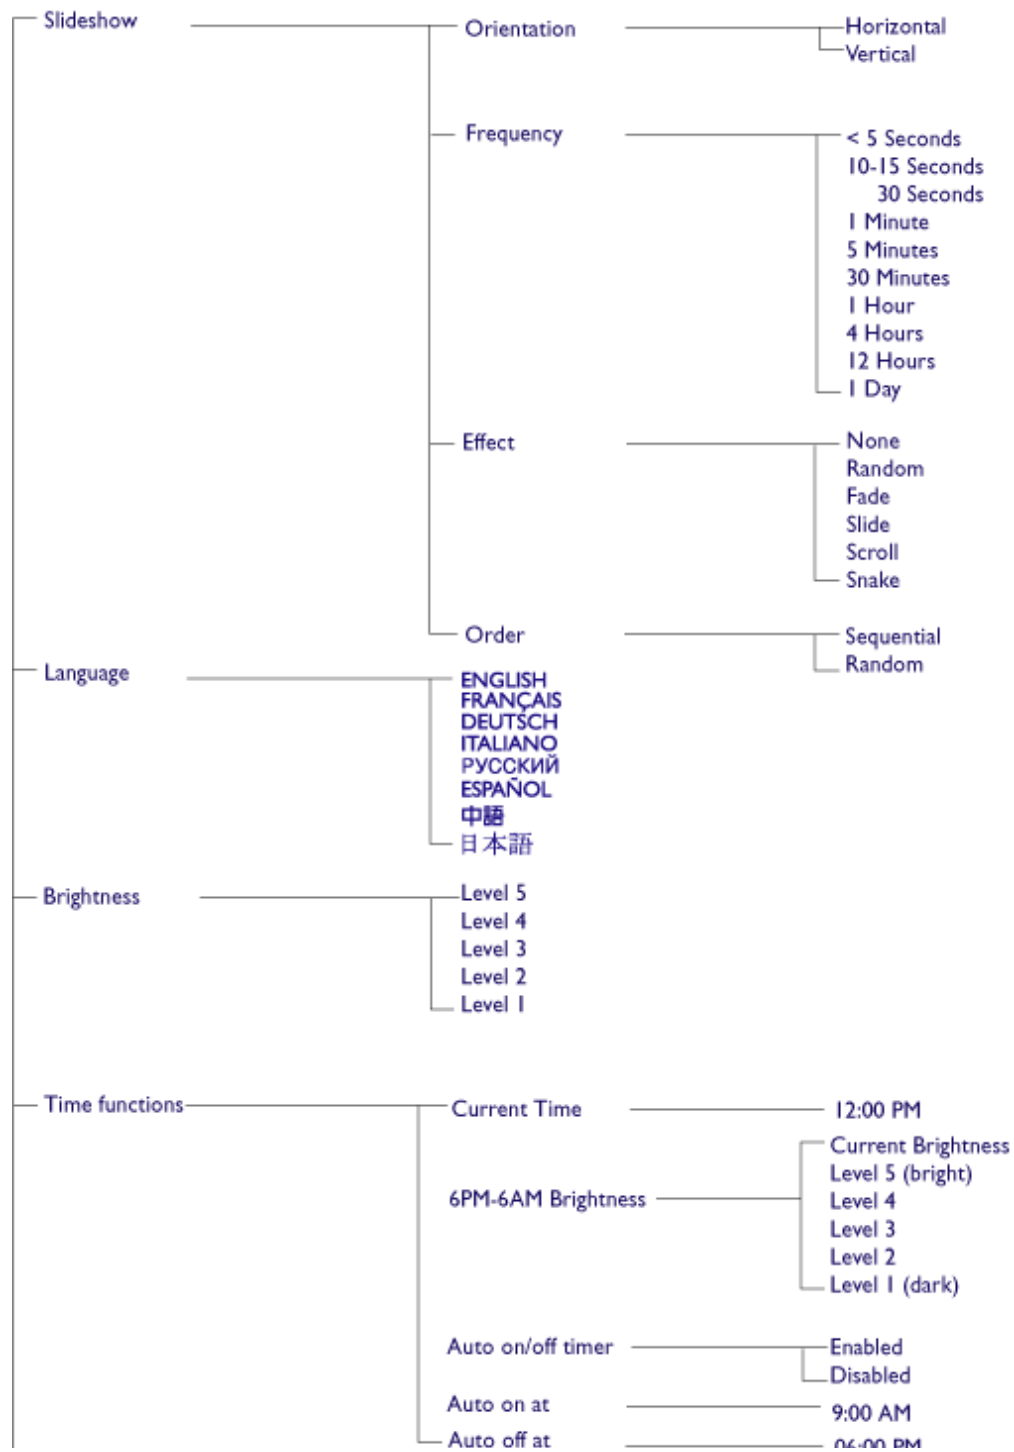 Slideshow
Orientation
Horizontal
Vertical
Frequency
< 5 Seconds
10-15 Seconds
30 Seconds
1 Minute
5 Minutes
30 Minutes
1 Hour
4 Hours
12 Hours
1 Day
Effect
None
Random
Fade
Slide
Scroll
Snake
Order
Sequential
Random
Language
ENGLISH
FRANÇAIS
DEUTSCH
ITALIANO
РУССКИЙ
ESPAÑOL
中語
日本語
Brightness
Level 5
Level 4
Level 3
Level 2
Level 1
Time functions
Current Time
12:00 PM
6PM-6AM Brightness
Current Brightness
Level 5 (bright)
Level 4
Level 3
Level 2
Level 1 (dark)
Auto on/off timer
Enabled
Disabled
Auto on at
9:00 AM
Auto off at
06:00 PM